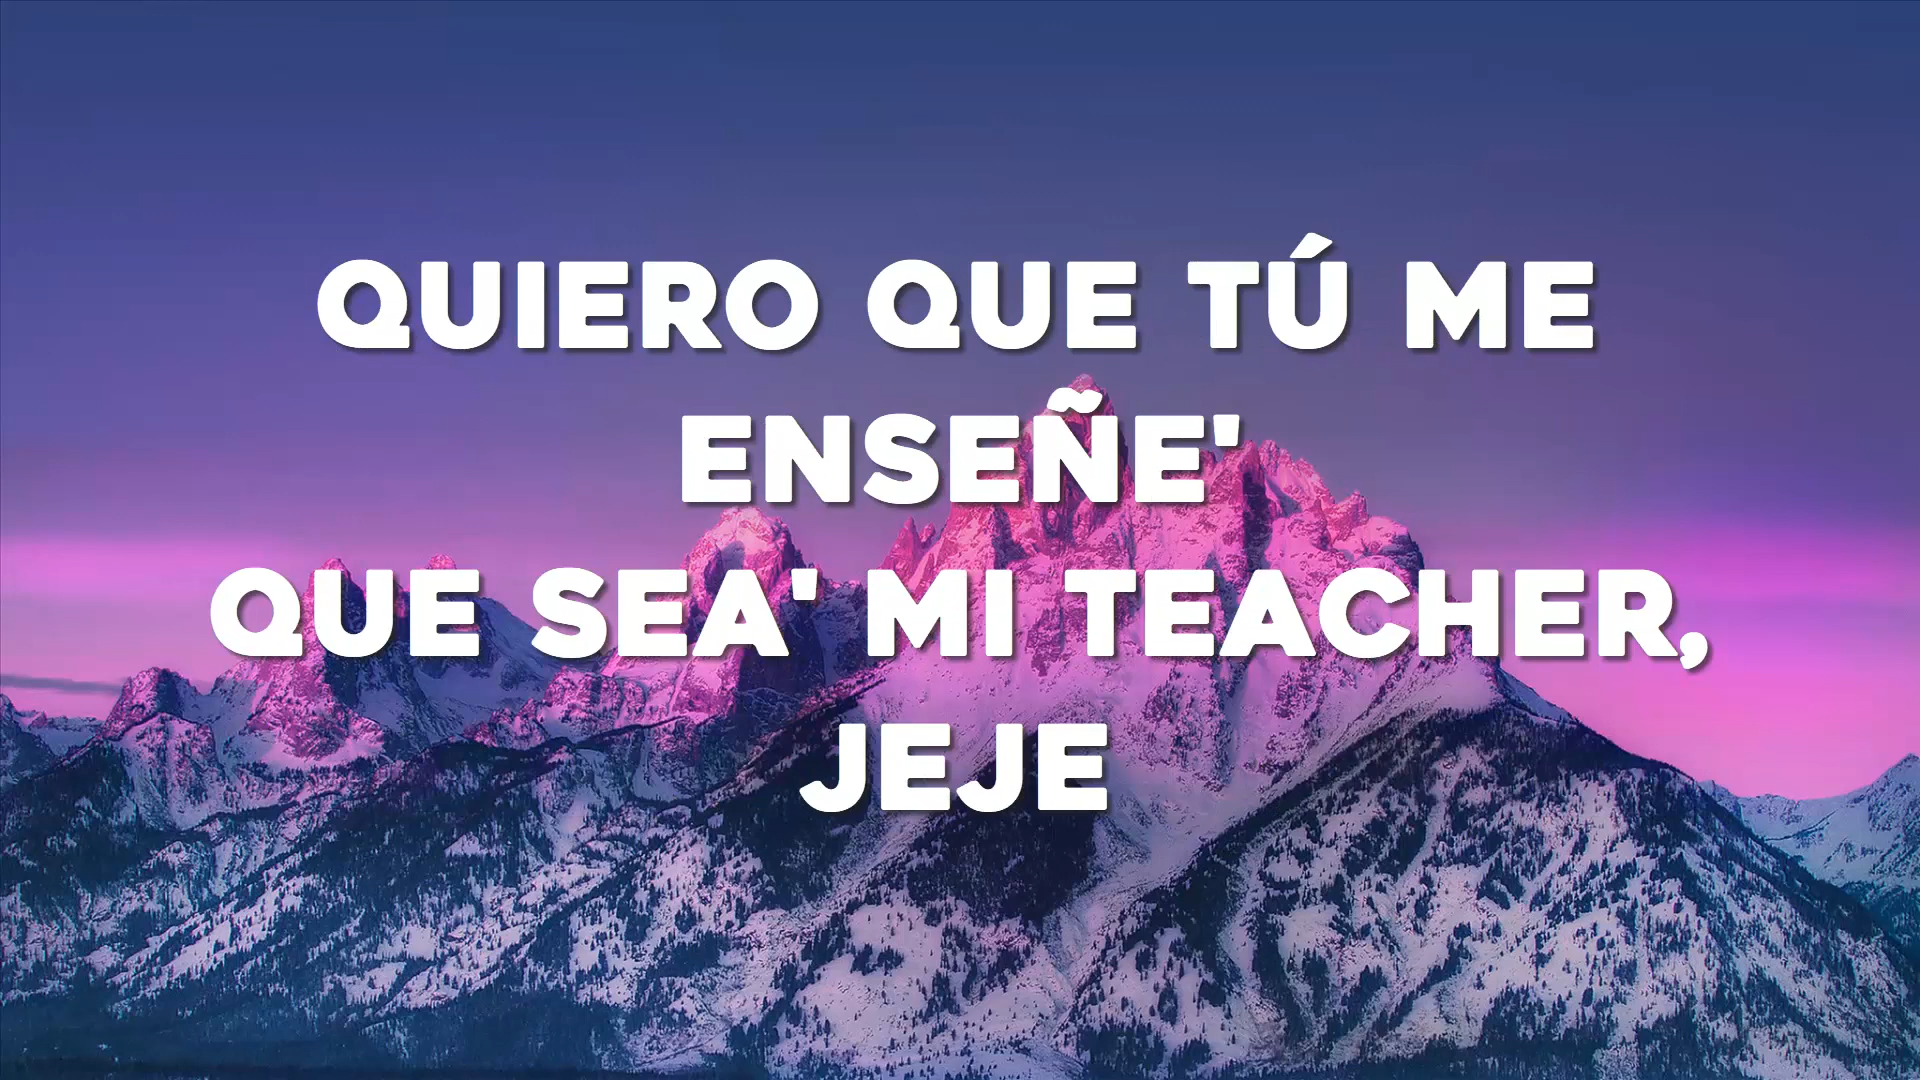 QUIERO QUE TÚ ME
ENSEÑE'
QUE SEA' MI TEACHER,
JEJE